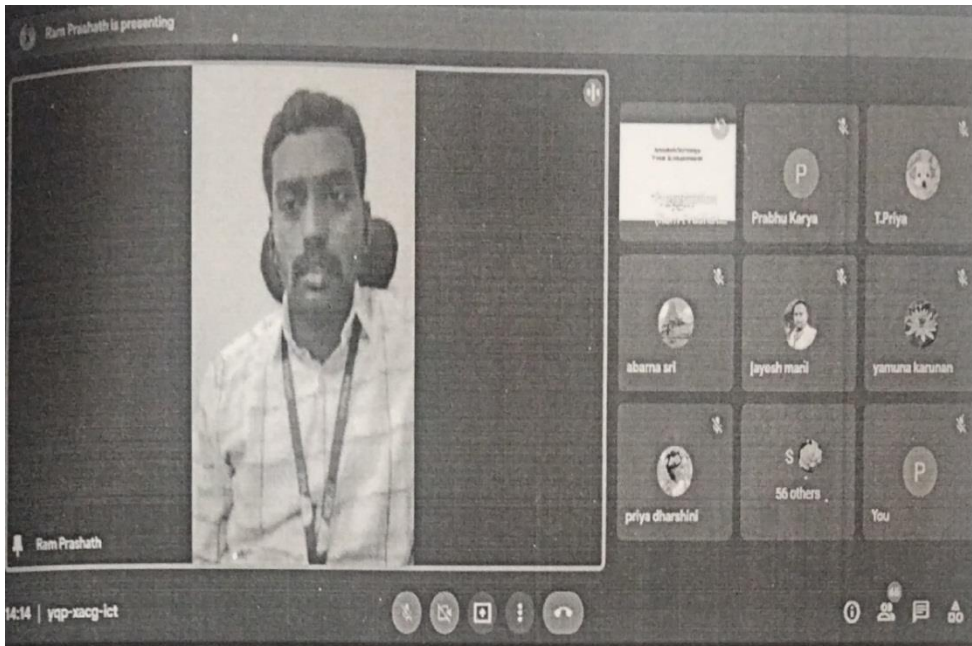 Ram Prashath is presenting
Ram Prashath
P
Prabhu Karya
T.Priya
abarna sri
jayesh mani
yamuna karunan
priya dharshini
S
56 others
P
You
14:14 | yqp-xacg-ict